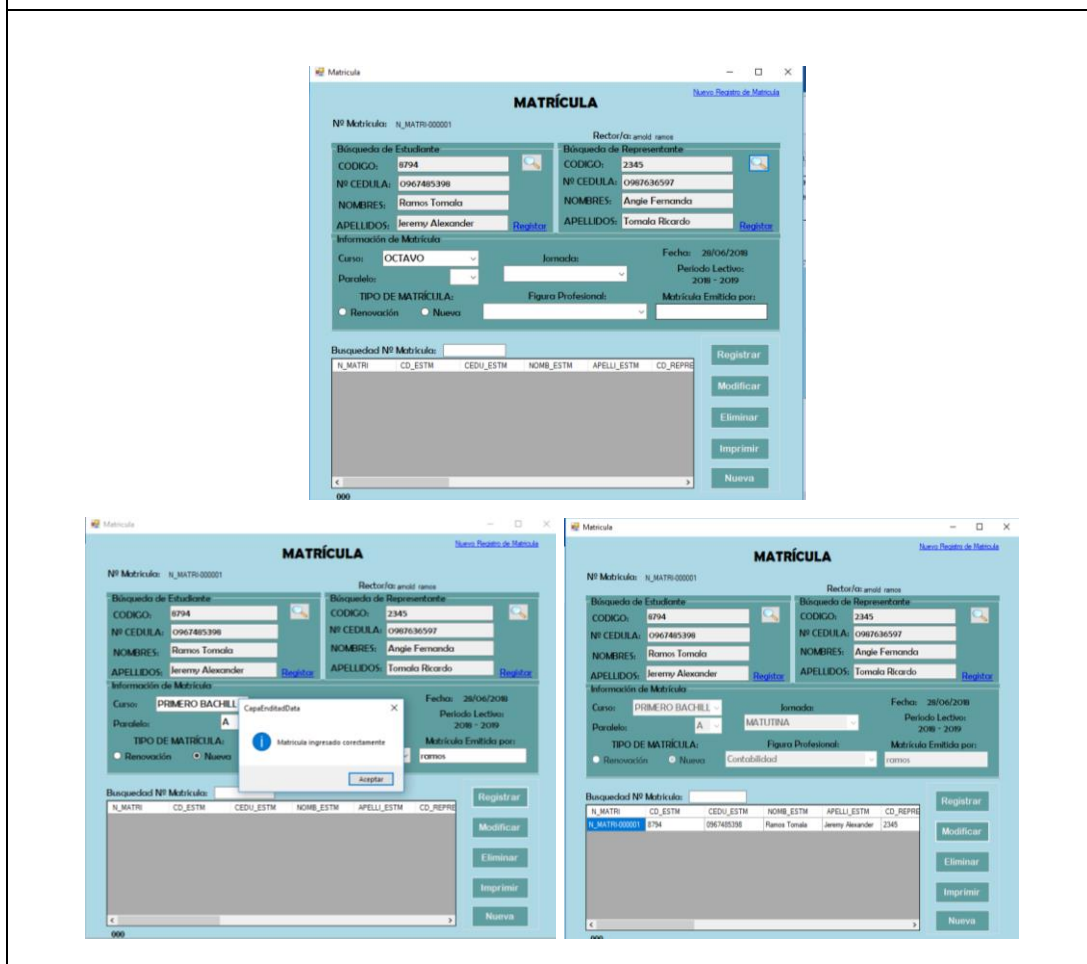 Matricula
Nuevo Registro de Matricula
MATRÍCULA
Nº Matricula: N_MATRI-000001
Rector/a: arnold ramos
Búsqueda de Estudiante
Búsqueda de Representante
CODIGO: 8794
CODIGO: 2345
Nº CEDULA: 0967485398
Nº CEDULA: 0987636597
NOMBRES: Ramos Tomala
NOMBRES: Angie Fernanda
APELLIDOS: Jeremy Alexander Registar
APELLIDOS: Tomala Ricardo Registar
Información de Matrícula
Curso: OCTAVO
Jornada:
Fecha: 28/06/2018
Paralelo:
Periodo Lectivo:
2018 - 2019
TIPO DE MATRÍCULA:
Figura Profesional:
Matrícula Emitida por:
Renovación Nueva
Busquedad Nº Matricula:
N_MATRI CD_ESTM CEDU_ESTM NOMB_ESTM APELLI_ESTM CD_REPRE
Registrar
Modificar
Eliminar
Imprimir
Nueva
000
Matricula
Nuevo Registro de Matricula
MATRÍCULA
Nº Matricula: N_MATRI-000001
Rector/a: arnold ramos
Búsqueda de Estudiante
Búsqueda de Representante
CODIGO: 8794
CODIGO: 2345
Nº CEDULA: 0967485398
Nº CEDULA: 0987636597
NOMBRES: Ramos Tomala
NOMBRES: Angie Fernanda
APELLIDOS: Jeremy Alexander Registar
APELLIDOS: Tomala Ricardo Registar
Información de Matrícula
Curso: PRIMERO BACHILL
Fecha: 28/06/2018
Paralelo: A
Periodo Lectivo:
2018 - 2019
TIPO DE MATRÍCULA:
Matrícula Emitida por:
Renovación Nueva
ramos
CapaEnditadData
Matricula ingresado corectamente
Aceptar
Busquedad Nº Matricula:
N_MATRI CD_ESTM CEDU_ESTM NOMB_ESTM APELLI_ESTM CD_REPRE
Registrar
Modificar
Eliminar
Imprimir
Nueva
000
Matricula
Nuevo Registro de Matricula
MATRÍCULA
Nº Matricula: N_MATRI-000001
Rector/a: arnold ramos
Búsqueda de Estudiante
Búsqueda de Representante
CODIGO: 8794
CODIGO: 2345
Nº CEDULA: 0967485398
Nº CEDULA: 0987636597
NOMBRES: Ramos Tomala
NOMBRES: Angie Fernanda
APELLIDOS: Jeremy Alexander Registar
APELLIDOS: Tomala Ricardo Registar
Información de Matrícula
Curso: PRIMERO BACHILL
Jornada:
Fecha: 28/06/2018
Paralelo: A
MATUTINA
Periodo Lectivo:
2018 - 2019
TIPO DE MATRÍCULA:
Figura Profesional:
Matrícula Emitida por:
Renovación Nueva
Contabilidad
ramos
Busquedad Nº Matricula:
N_MATRI CD_ESTM CEDU_ESTM NOMB_ESTM APELLI_ESTM CD_REPRE
N_MATRI-000001 8794 0967485398 Ramos Tomala Jeremy Alexander 2345
Registrar
Modificar
Eliminar
Imprimir
Nueva
000